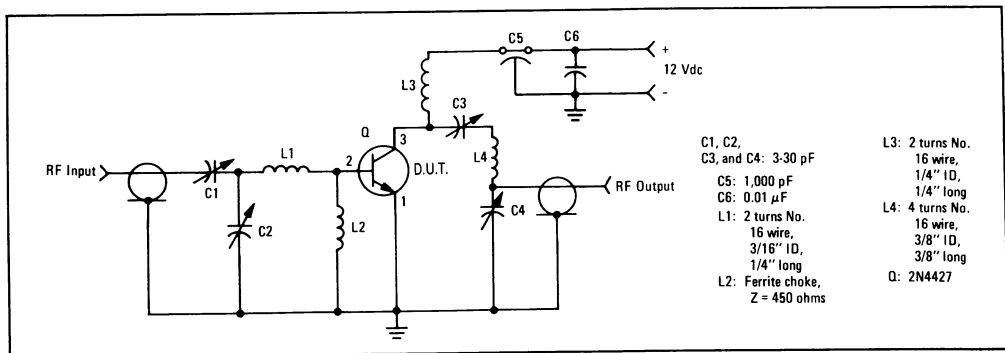 C5
C6
+
12 Vdc
-
L3
C3
Q
3
D.U.T.
2
1
L4
RF Input
C1
L1
C2
L2
C4
RF Output
C1, C2,
C3, and C4: 3-30 pF
C5: 1,000 pF
C6: 0.01 μF
L1: 2 turns No.
16 wire,
3/16" ID,
1/4" long
L2: Ferrite choke,
Z = 450 ohms
L3: 2 turns No.
16 wire,
1/4" ID,
1/4" long
L4: 4 turns No.
16 wire,
3/8" ID,
3/8" long
Q: 2N4427